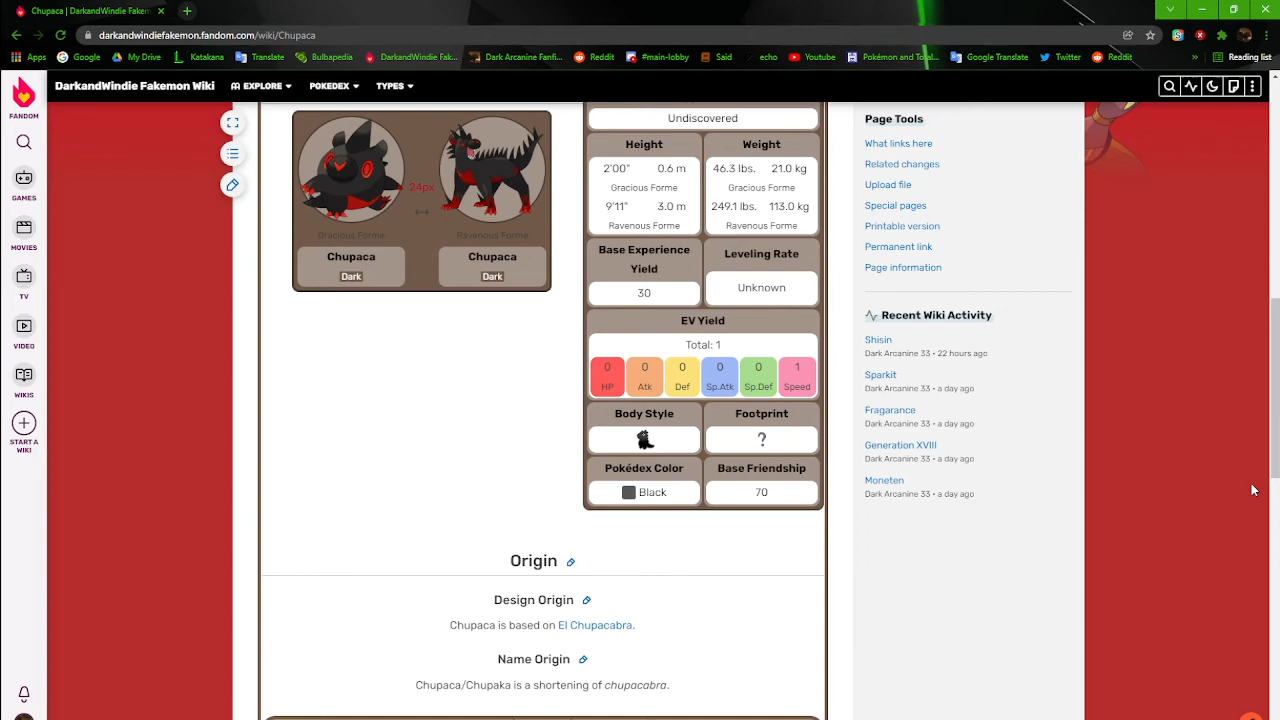 Chupaca | DarkandWindie Fakem
darkandwindiefakemon.fandom.com/wiki/Chupaca
Apps Google My Drive Katakana Translate Bulbapedia DarkandWindie Fak... Dark Arcanine Fanfi... Reddit #main-lobby Said echo YouTube Pokémon and Total... Google Translate Twitter Reddit » Reading list
DarkandWindie Fakemon Wiki EXPLORE POKEDEX TYPES
FANDOM
GAMES
MOVIES
TV
VIDEO
WIKIS
START A
WIKI
24px
Gracious Forme Ravenous Forme
Chupaca Chupaca
Dark Dark
Undiscovered
Height Weight
2'00" 0.6 m 46.3 lbs. 21.0 kg
Gracious Forme Gracious Forme
9'11" 3.0 m 249.1 lbs. 113.0 kg
Ravenous Forme Ravenous Forme
Base Experience
Yield
Leveling Rate
30 Unknown
EV Yield
Total: 1
0 0 0 0 0 1
HP Atk Def Sp.Atk Sp.Def Speed
Body Style Footprint
?
Pokédex Color Base Friendship
Black 70
Origin
Design Origin
Chupaca is based on El Chupacabra.
Name Origin
Chupaca/Chupaka is a shortening of chupacabra.
Page Tools
What links here
Related changes
Upload file
Special pages
Printable version
Permanent link
Page information
Recent Wiki Activity
Shisin
Dark Arcanine 33 • 22 hours ago
Sparkit
Dark Arcanine 33 • a day ago
Fragarance
Dark Arcanine 33 • a day ago
Generation XVIII
Dark Arcanine 33 • a day ago
Moneten
Dark Arcanine 33 • a day ago